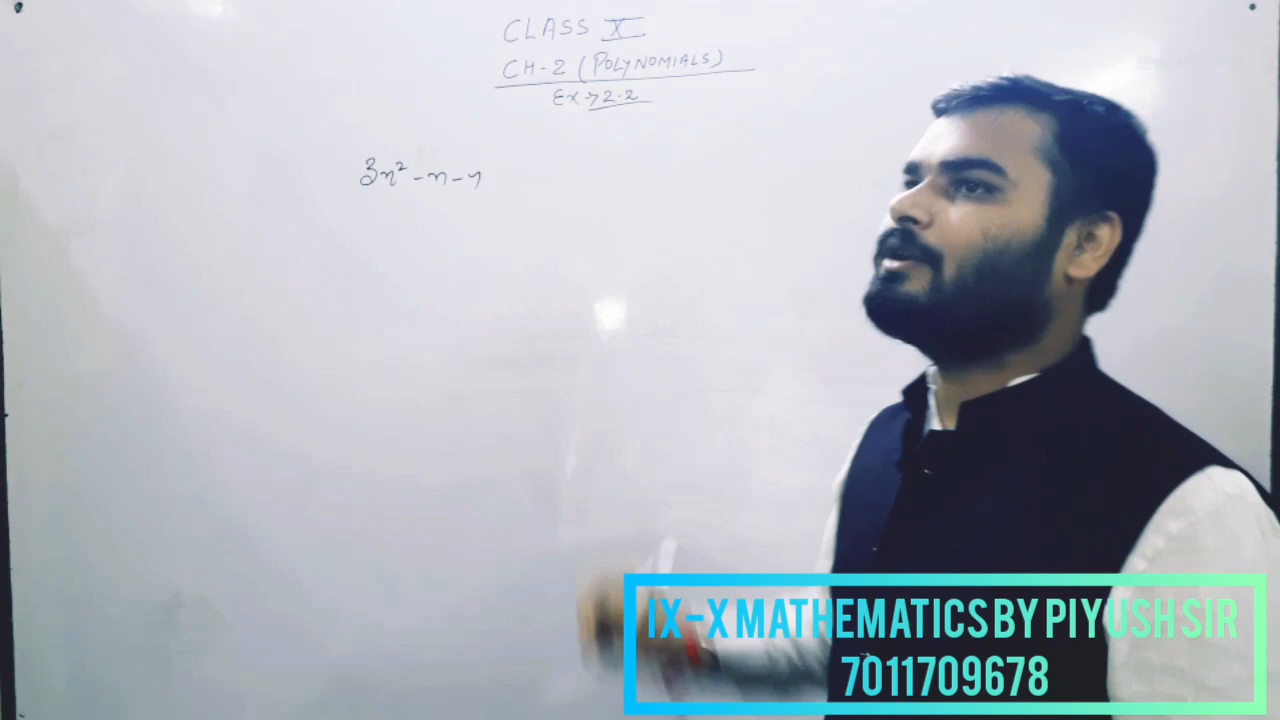 CLASS X
CH-2 (POLYNOMIALS)
EX → 2.2
3x² - x - 4
IX-X MATHEMATICS BY PIYUSH SIR
7011709678